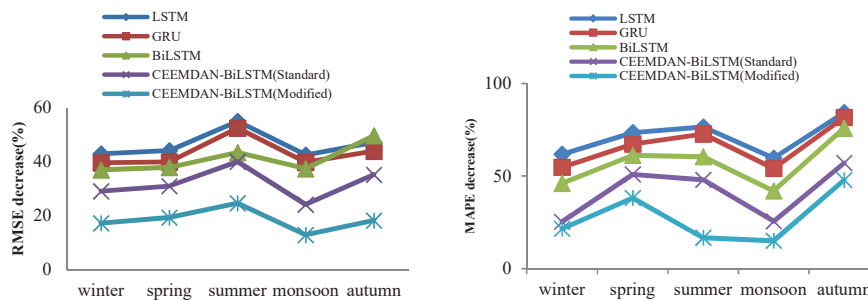 LSTM
GRU
BiLSTM
CEEMDAN-BiLSTM(Standard)
CEEMDAN-BiLSTM(Modified)
RMSE decrease(%)
60
40
20
0
winter spring summer monsoon autumn
LSTM
GRU
BiLSTM
CEEMDAN-BiLSTM(Standard)
CEEMDAN-BiLSTM(Modified)
MAPE decrease(%)
100
50
0
winter spring summer monsoon autumn